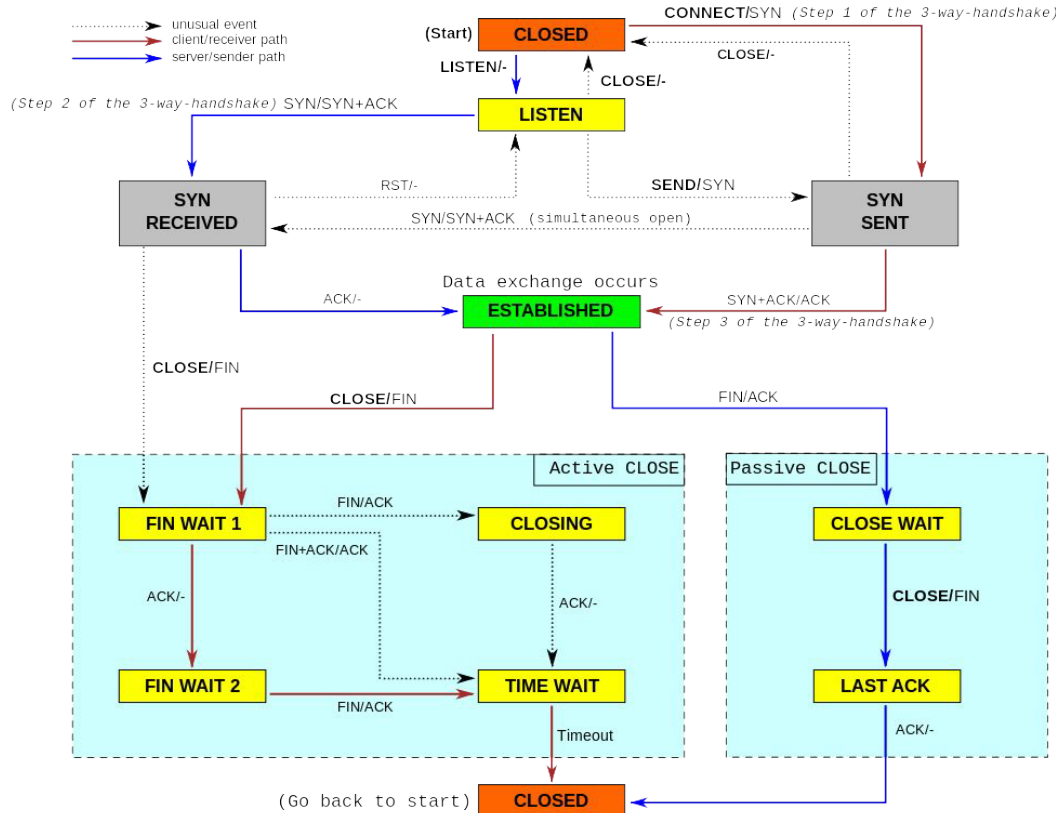 unusual event
client/receiver path
server/sender path
CONNECT/SYN (Step 1 of the 3-way-handshake)
(Start)
CLOSED
CLOSE/-
LISTEN/-
CLOSE/-
(Step 2 of the 3-way-handshake) SYN/SYN+ACK
LISTEN
RST/-
SEND/SYN
SYN
RECEIVED
SYN
SENT
SYN/SYN+ACK (simultaneous open)
Data exchange occurs
ACK/-
ESTABLISHED
SYN+ACK/ACK
(Step 3 of the 3-way-handshake)
CLOSE/FIN
CLOSE/FIN
FIN/ACK
Active CLOSE
Passive CLOSE
FIN WAIT 1
FIN/ACK
CLOSING
CLOSE WAIT
FIN+ACK/ACK
ACK/-
ACK/-
CLOSE/FIN
FIN WAIT 2
TIME WAIT
LAST ACK
FIN/ACK
Timeout
ACK/-
(Go back to start)
CLOSED